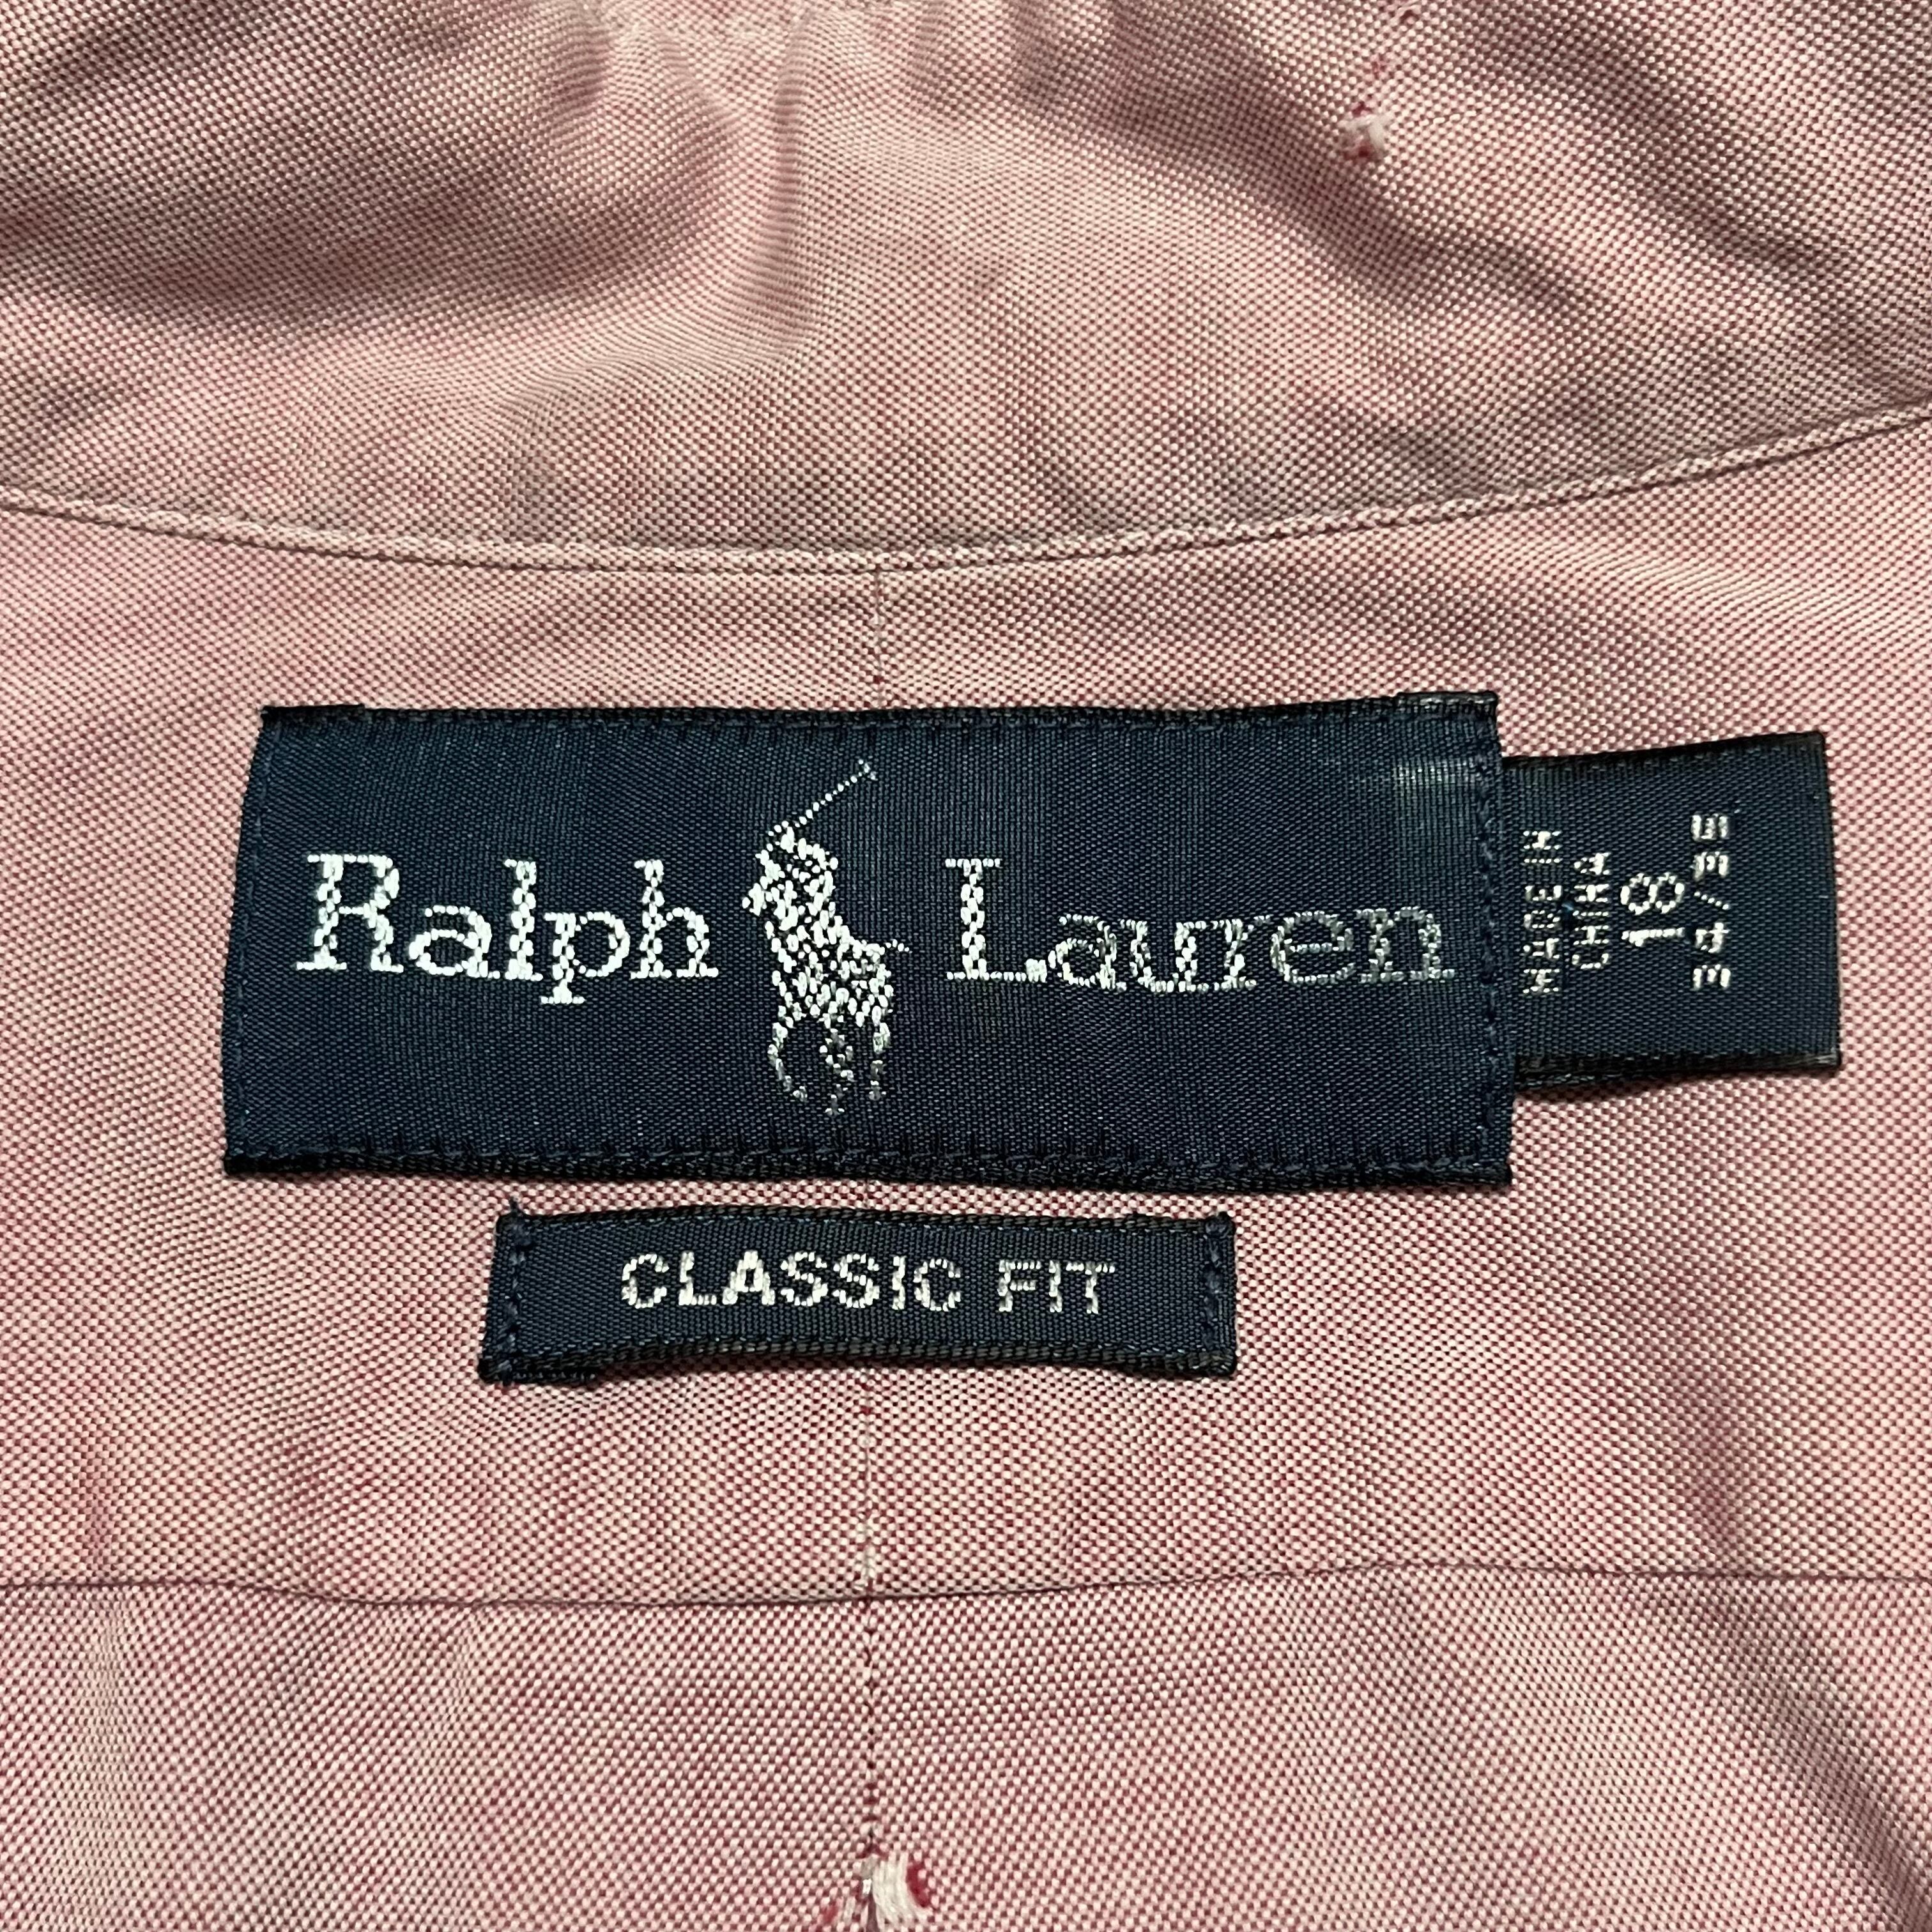 Ralph Lauren
MADE IN
CHINA
18
34/35
CLASSIC FIT